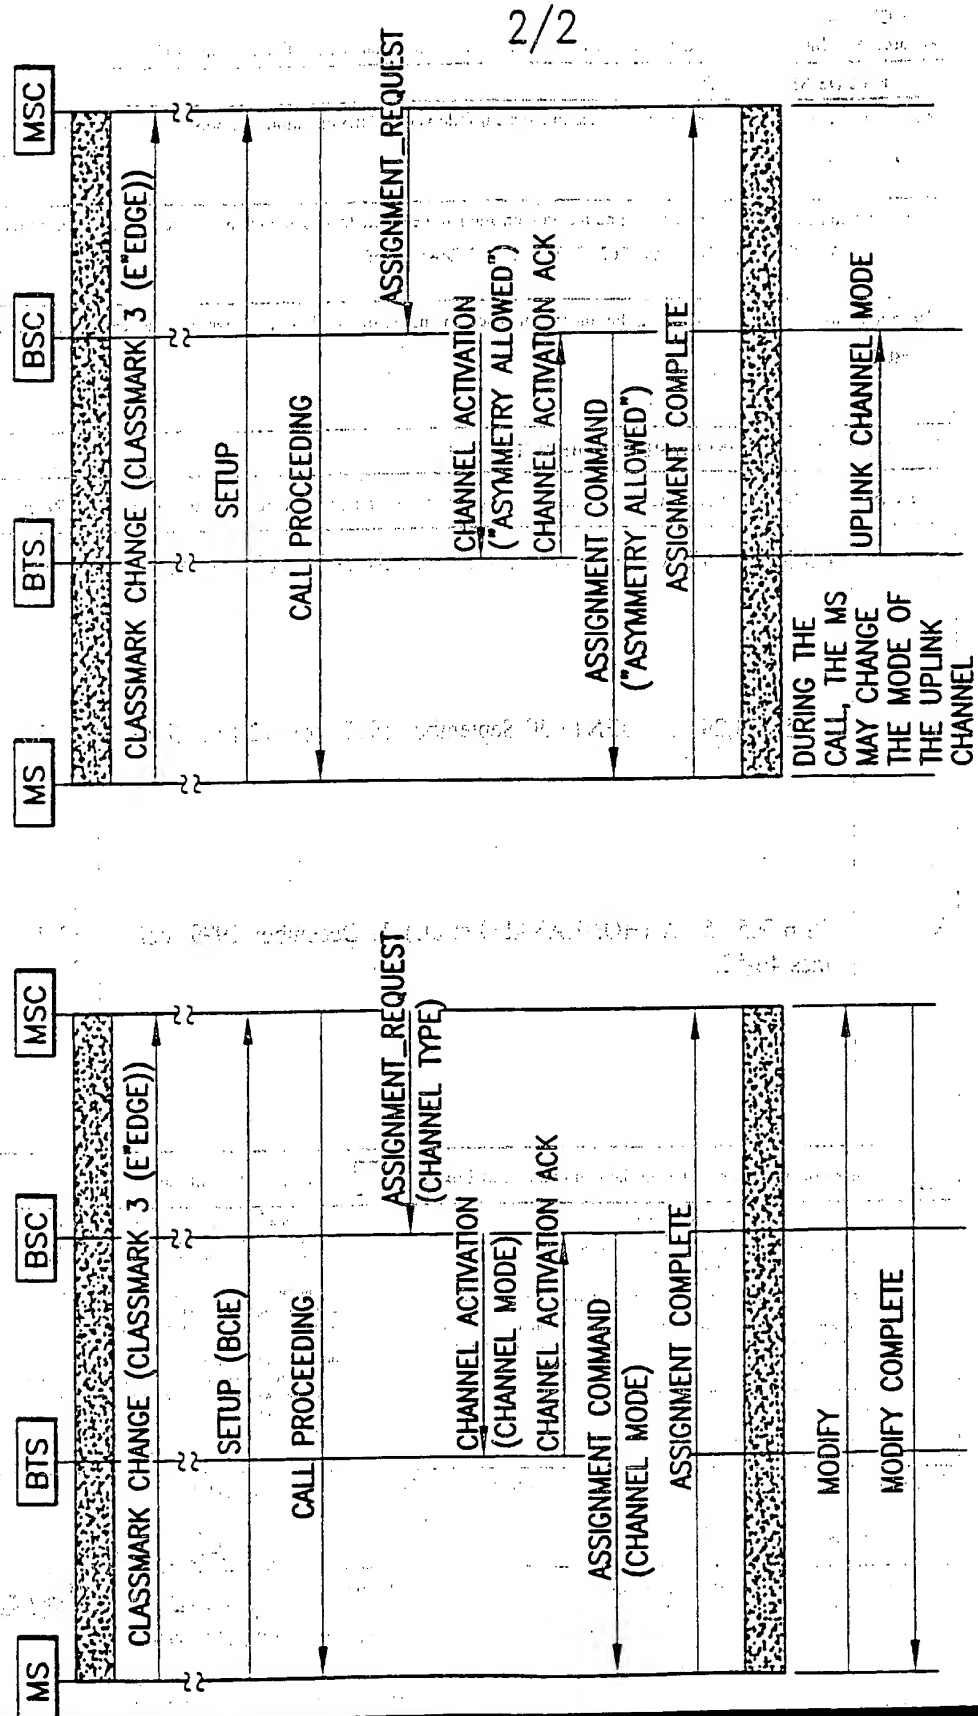 2/2
MS
BTS
BSC
MSC
CLASSMARK CHANGE (CLASSMARK 3 (E"EDGE))
SETUP (BCIE)
CALL PROCEEDING
ASSIGNMENT_REQUEST
(CHANNEL TYPE)
CHANNEL ACTIVATION
(CHANNEL MODE)
CHANNEL ACTIVATION ACK
ASSIGNMENT COMMAND
(CHANNEL MODE)
ASSIGNMENT COMPLETE
MODIFY
MODIFY COMPLETE
MS
BTS
BSC
MSC
CLASSMARK CHANGE (CLASSMARK 3 (E"EDGE))
SETUP
CALL PROCEEDING
ASSIGNMENT_REQUEST
CHANNEL ACTIVATION
("ASYMMETRY ALLOWED")
CHANNEL ACTIVATION ACK
ASSIGNMENT COMMAND
("ASYMMETRY ALLOWED")
ASSIGNMENT COMPLETE
DURING THE
CALL, THE MS
MAY CHANGE
THE MODE OF
THE UPLINK
CHANNEL
UPLINK CHANNEL MODE